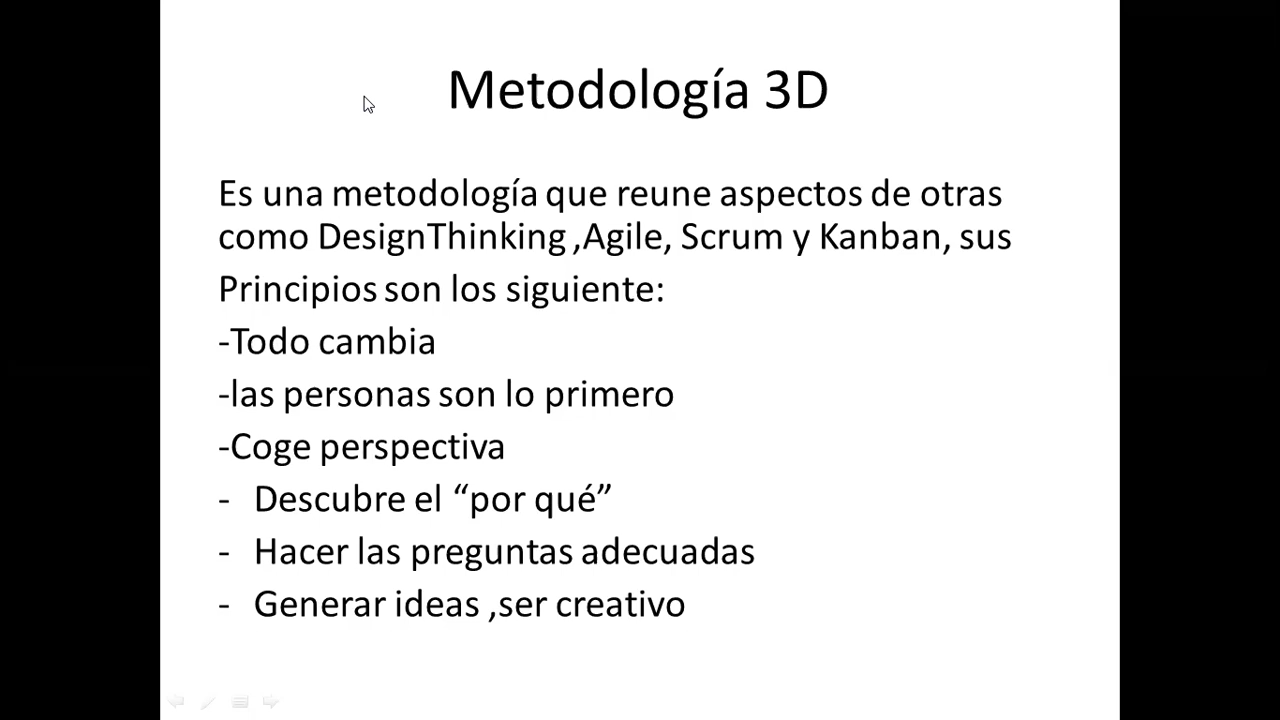 Metodología 3D
Es una metodología que reune aspectos de otras
como DesignThinking ,Agile, Scrum y Kanban, sus
Principios son los siguiente:
-Todo cambia
-las personas son lo primero
-Coge perspectiva
- Descubre el “por qué”
- Hacer las preguntas adecuadas
- Generar ideas ,ser creativo